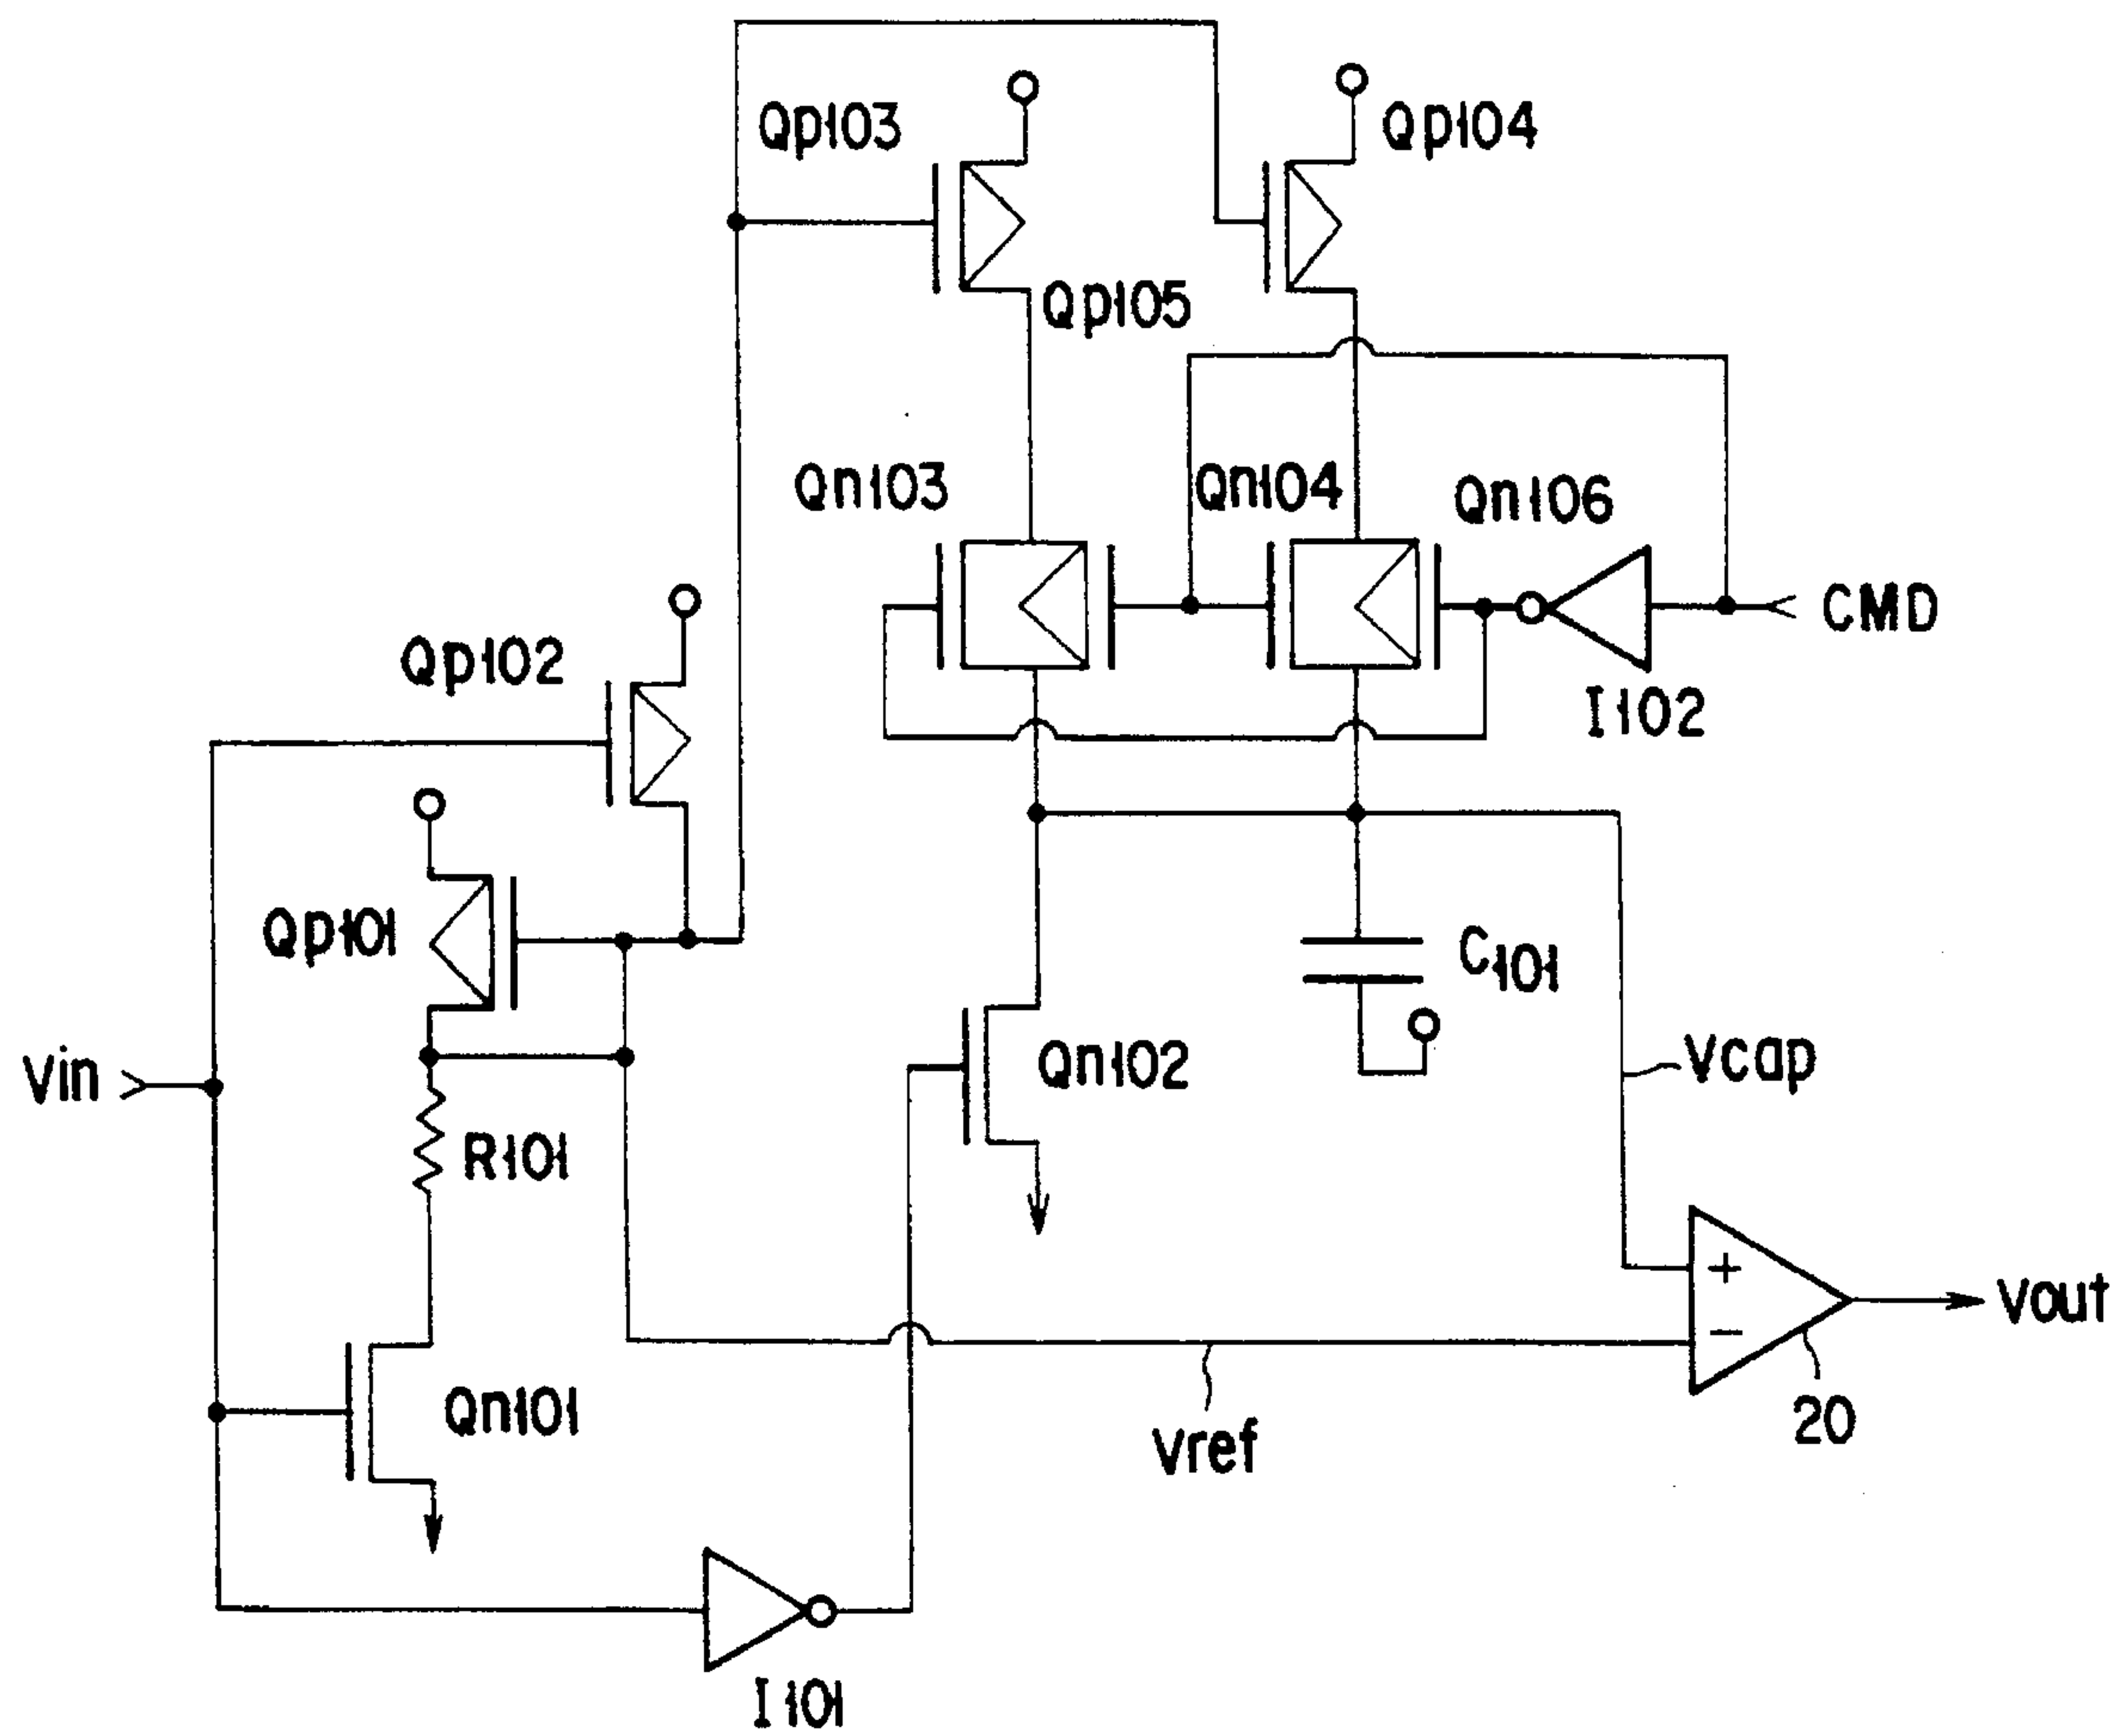 Qp103
Qp104
Qp105
Qn103
Qn104
Qn106
CMD
I102
Qp102
Qp101
C101
Vin
Qn102
Vcap
R101
+
Vout
−
Qn101
20
Vref
I101